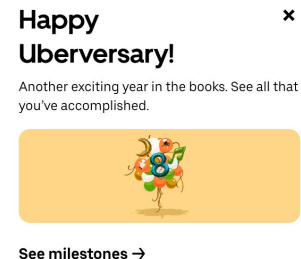 Happy
Uberversary!
Another exciting year in the books. See all that
you've accomplished.
8
See milestones →